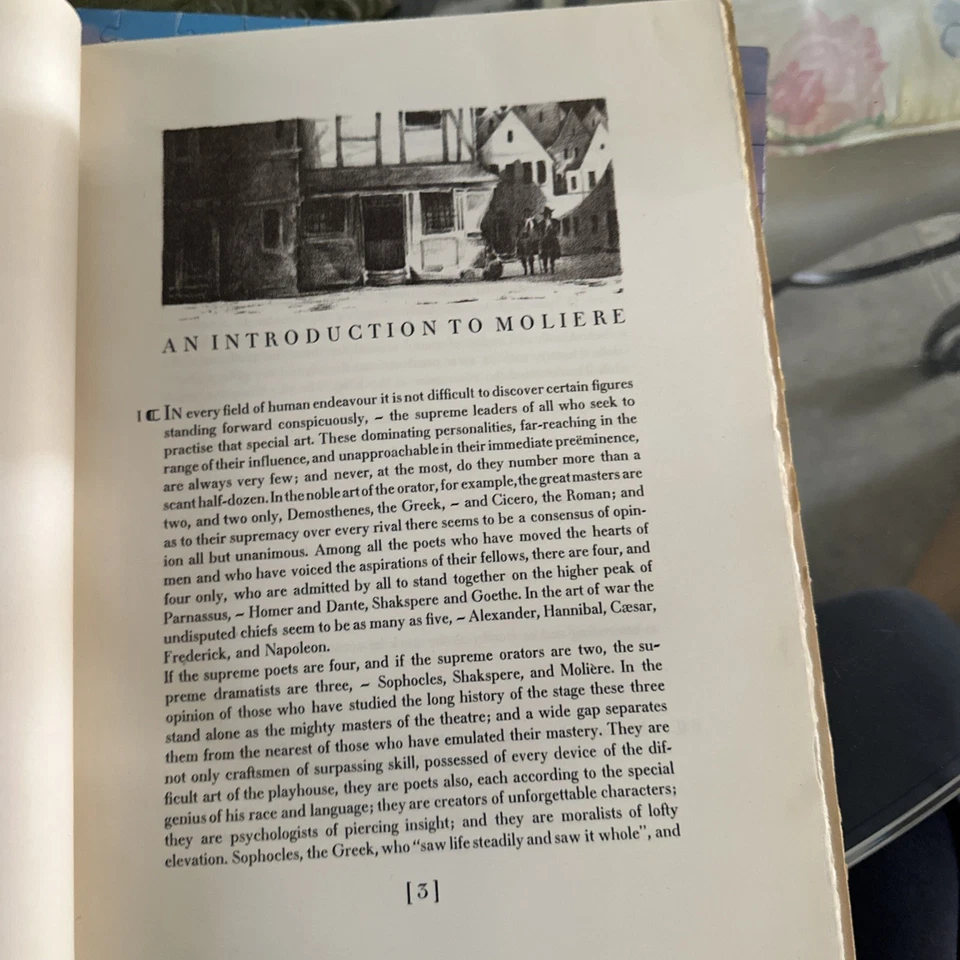 AN INTRODUCTION TO MOLIERE
I ℂ IN every field of human endeavour it is not difficult to discover certain figures
standing forward conspicuously, ~ the supreme leaders of all who seek to
practise that special art. These dominating personalities, far-reaching in the
range of their influence, and unapproachable in their immediate preëminence,
are always very few; and never, at the most, do they number more than a
scant half-dozen. In the noble art of the orator, for example, the great masters are
two, and two only, Demosthenes, the Greek, ~ and Cicero, the Roman; and
as to their supremacy over every rival there seems to be a consensus of opin-
ion all but unanimous. Among all the poets who have moved the hearts of
men and who have voiced the aspirations of their fellows, there are four, and
four only, who are admitted by all to stand together on the higher peak of
Parnassus, ~ Homer and Dante, Shakspere and Goethe. In the art of war the
undisputed chiefs seem to be as many as five, ~ Alexander, Hannibal, Cæsar,
Frederick, and Napoleon.
If the supreme poets are four, and if the supreme orators are two, the su-
preme dramatists are three, ~ Sophocles, Shakspere, and Molière. In the
opinion of those who have studied the long history of the stage these three
stand alone as the mighty masters of the theatre; and a wide gap separates
them from the nearest of those who have emulated their mastery. They are
not only craftsmen of surpassing skill, possessed of every device of the dif-
ficult art of the playhouse, they are poets also, each according to the special
genius of his race and language; they are creators of unforgettable characters;
they are psychologists of piercing insight; and they are moralists of lofty
elevation. Sophocles, the Greek, who "saw life steadily and saw it whole", and
[3]